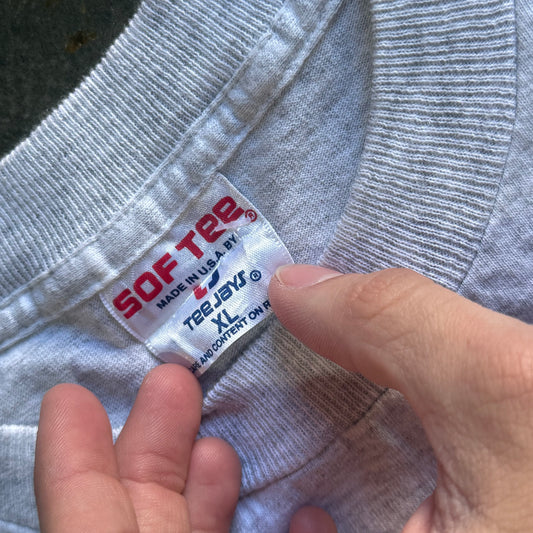 SOF TEE®
MADE IN U.S.A. BY
TEE JAYS®
XL
AND CONTENT ON R